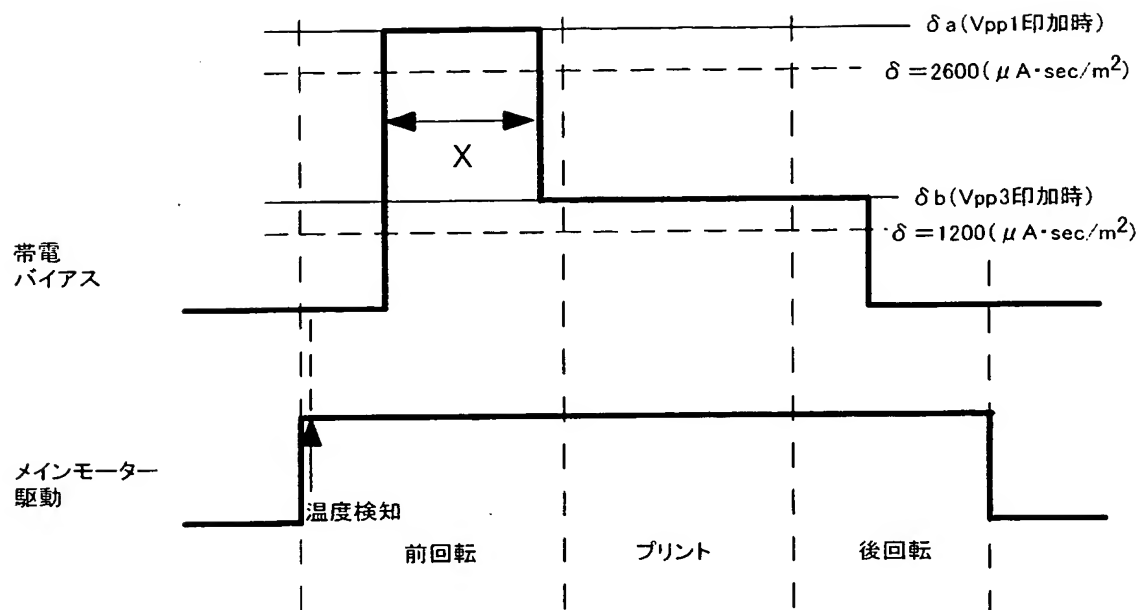 δa(Vpp1印加時)
δ=2600(μA・sec/m²)
X
δb(Vpp3印加時)
δ=1200(μA・sec/m²)
帯電
バイアス
メインモーター
駆動
温度検知
前回転 プリント 後回転